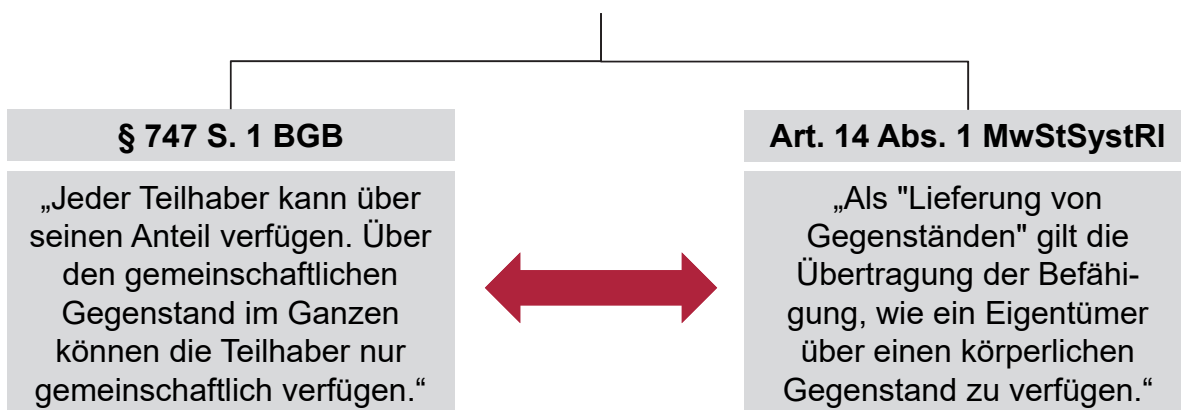 § 747 S. 1 BGB
„Jeder Teilhaber kann über
seinen Anteil verfügen. Über
den gemeinschaftlichen
Gegenstand im Ganzen
können die Teilhaber nur
gemeinschaftlich verfügen.“
Art. 14 Abs. 1 MwStSystRl
„Als "Lieferung von
Gegenständen" gilt die
Übertragung der Befähi-
gung, wie ein Eigentümer
über einen körperlichen
Gegenstand zu verfügen.“